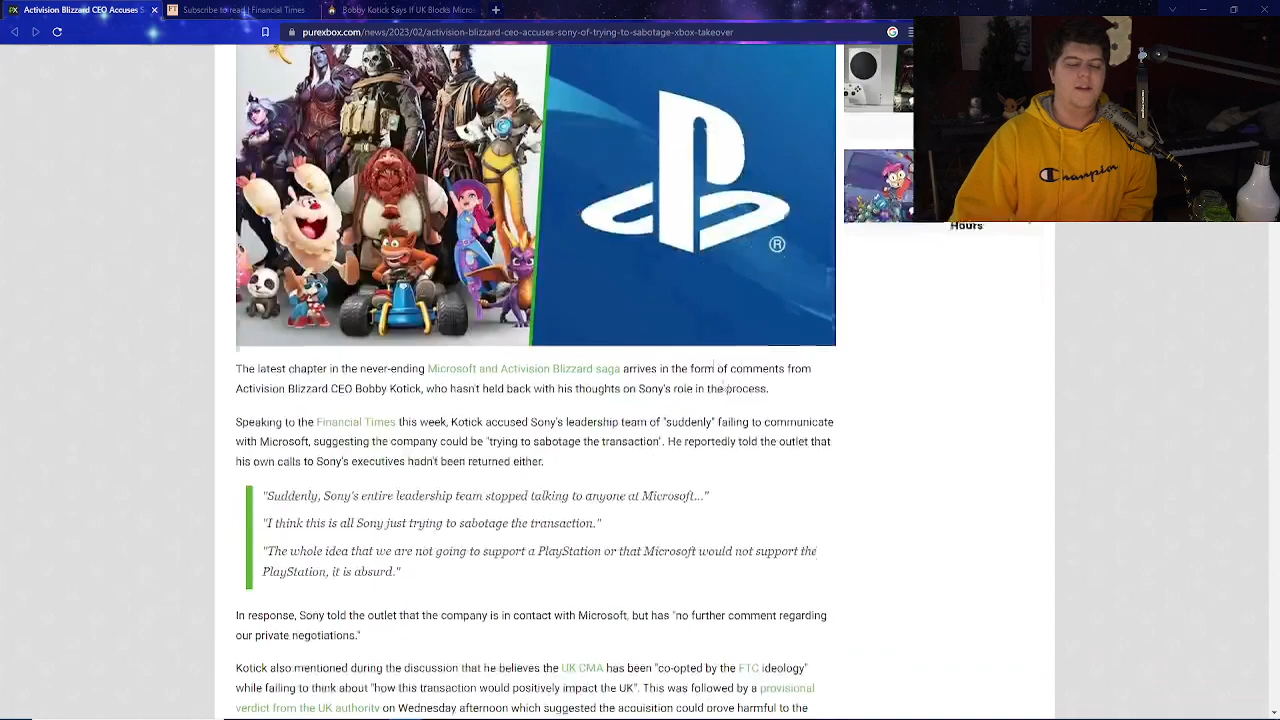 Activision Blizzard CEO Accuses S
Subscribe to read | Financial Times
Bobby Kotick Says If UK Blocks Micros
purexbox.com/news/2023/02/activision-blizzard-ceo-accuses-sony-of-trying-to-sabotage-xbox-takeover
Champion
®
Hours
The latest chapter in the never-ending Microsoft and Activision Blizzard saga arrives in the form of comments from
Activision Blizzard CEO Bobby Kotick, who hasn't held back with his thoughts on Sony's role in the process.
Speaking to the Financial Times this week, Kotick accused Sony's leadership team of "suddenly" failing to communicate
with Microsoft, suggesting the company could be "trying to sabotage the transaction". He reportedly told the outlet that
his own calls to Sony's executives hadn't been returned either.
"Suddenly, Sony's entire leadership team stopped talking to anyone at Microsoft..."
"I think this is all Sony just trying to sabotage the transaction."
"The whole idea that we are not going to support a PlayStation or that Microsoft would not support the
PlayStation, it is absurd."
In response, Sony told the outlet that the company is in contact with Microsoft, but has "no further comment regarding
our private negotiations."
Kotick also mentioned during the discussion that he believes the UK CMA has been "co-opted by the FTC ideology"
while failing to think about "how this transaction would positively impact the UK". This was followed by a provisional
verdict from the UK authority on Wednesday afternoon which suggested the acquisition could prove harmful to the